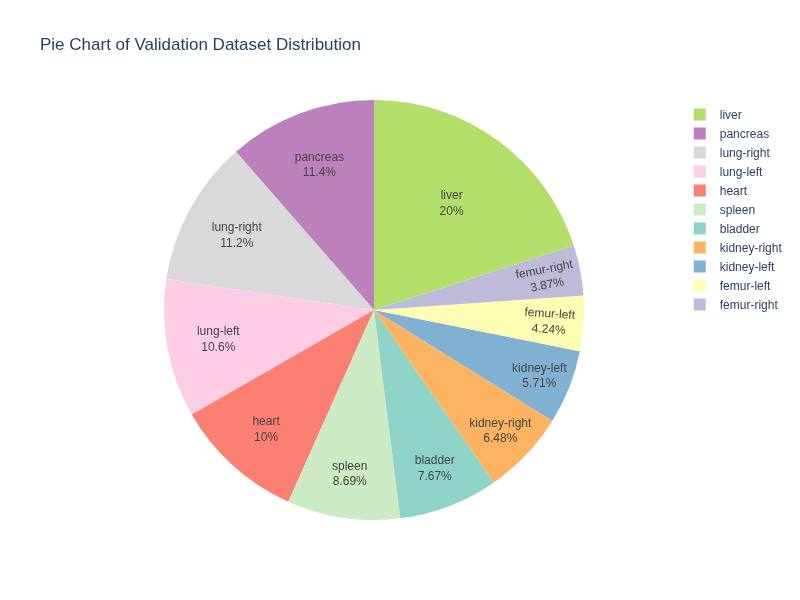 Pie Chart of Validation Dataset Distribution
liver
20%
femur-right
3.87%
femur-left
4.24%
kidney-left
5.71%
kidney-right
6.48%
bladder
7.67%
spleen
8.69%
heart
10%
lung-left
10.6%
lung-right
11.2%
pancreas
11.4%
liver
pancreas
lung-right
lung-left
heart
spleen
bladder
kidney-right
kidney-left
femur-left
femur-right